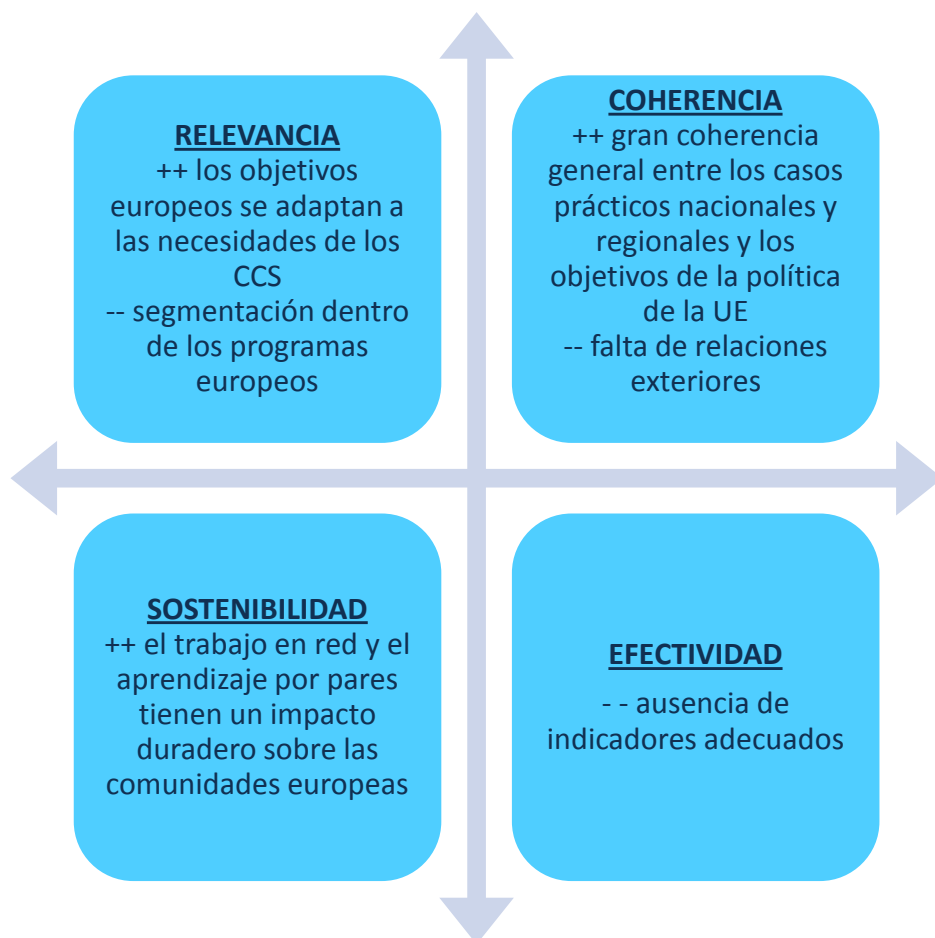 RELEVANCIA
++ los objetivos
europeos se adaptan a
las necesidades de los
CCS
-- segmentación dentro
de los programas
europeos
COHERENCIA
++ gran coherencia
general entre los casos
prácticos nacionales y
regionales y los
objetivos de la política
de la UE
-- falta de relaciones
exteriores
SOSTENIBILIDAD
++ el trabajo en red y el
aprendizaje por pares
tienen un impacto
duradero sobre las
comunidades europeas
EFECTIVIDAD
- - ausencia de
indicadores adecuados